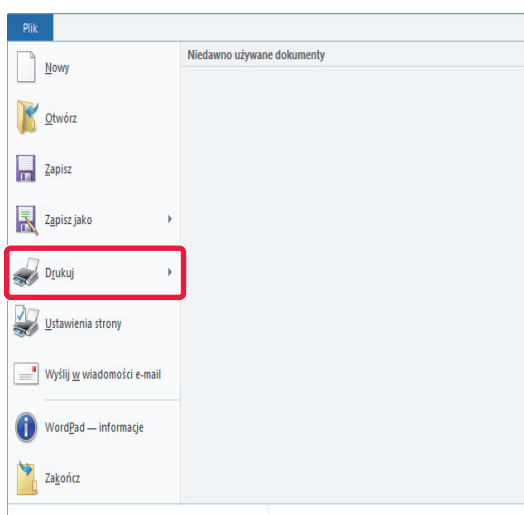 Plik
Niedawno używane dokumenty
Nowy
Otwórz
Zapisz
Zapisz jako
Drukuj
Ustawienia strony
Wyślij w wiadomości e-mail
WordPad — informacje
Zakończ